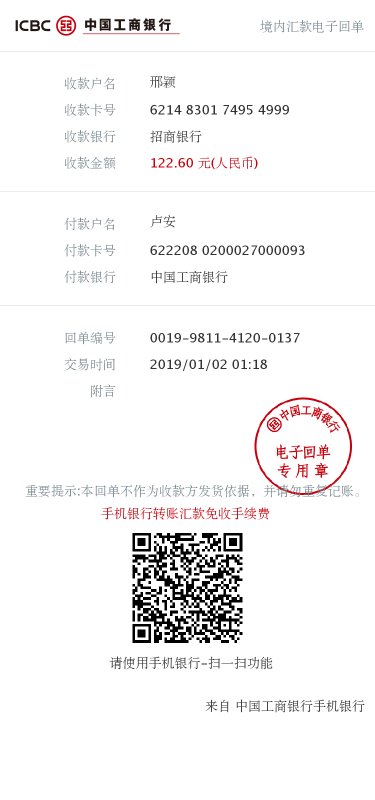 ICBC 中国工商银行 境内汇款电子回单
收款户名 邢颖
收款卡号 6214 8301 7495 4999
收款银行 招商银行
收款金额 122.60 元(人民币)
付款户名 卢安
付款卡号 622208 0200027000093
付款银行 中国工商银行
回单编号 0019-9811-4120-0137
交易时间 2019/01/02 01:18
附言
中国工商银行
电子回单
专用章
重要提示:本回单不作为收款方发货依据，并请勿重复记账。
手机银行转账汇款免收手续费
请使用手机银行-扫一扫功能
来自 中国工商银行手机银行